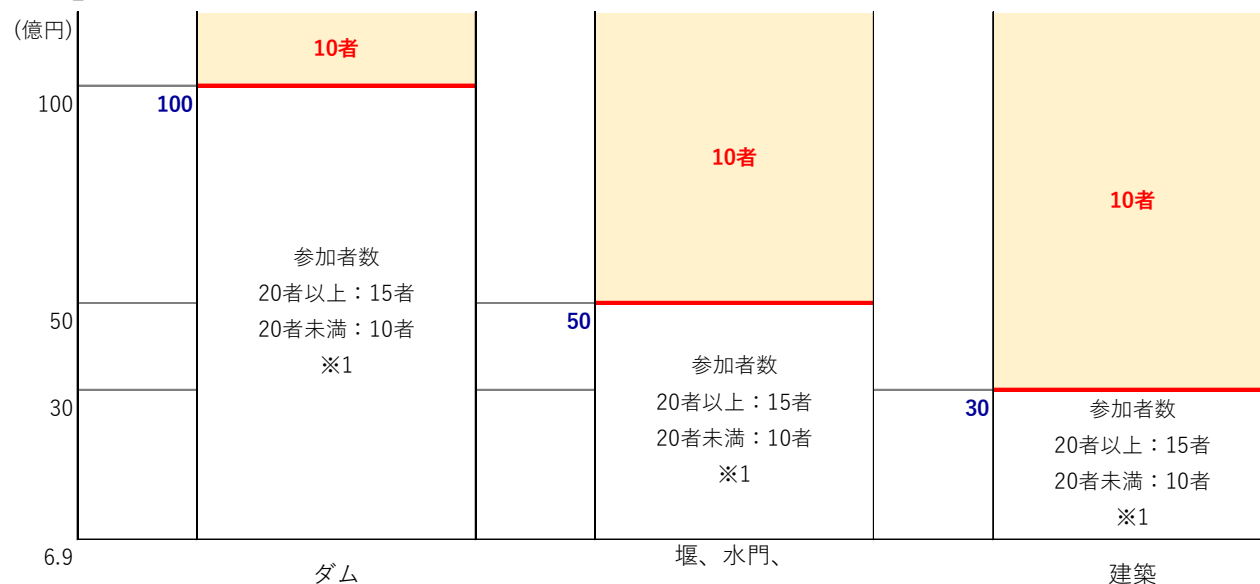 (億円)
100
50
30
6.9
100
10者
参加者数
20者以上：15者
20者未満：10者
※1
ダム
50
10者
参加者数
20者以上：15者
20者未満：10者
※1
堰、水門、
30
10者
参加者数
20者以上：15者
20者未満：10者
※1
建築